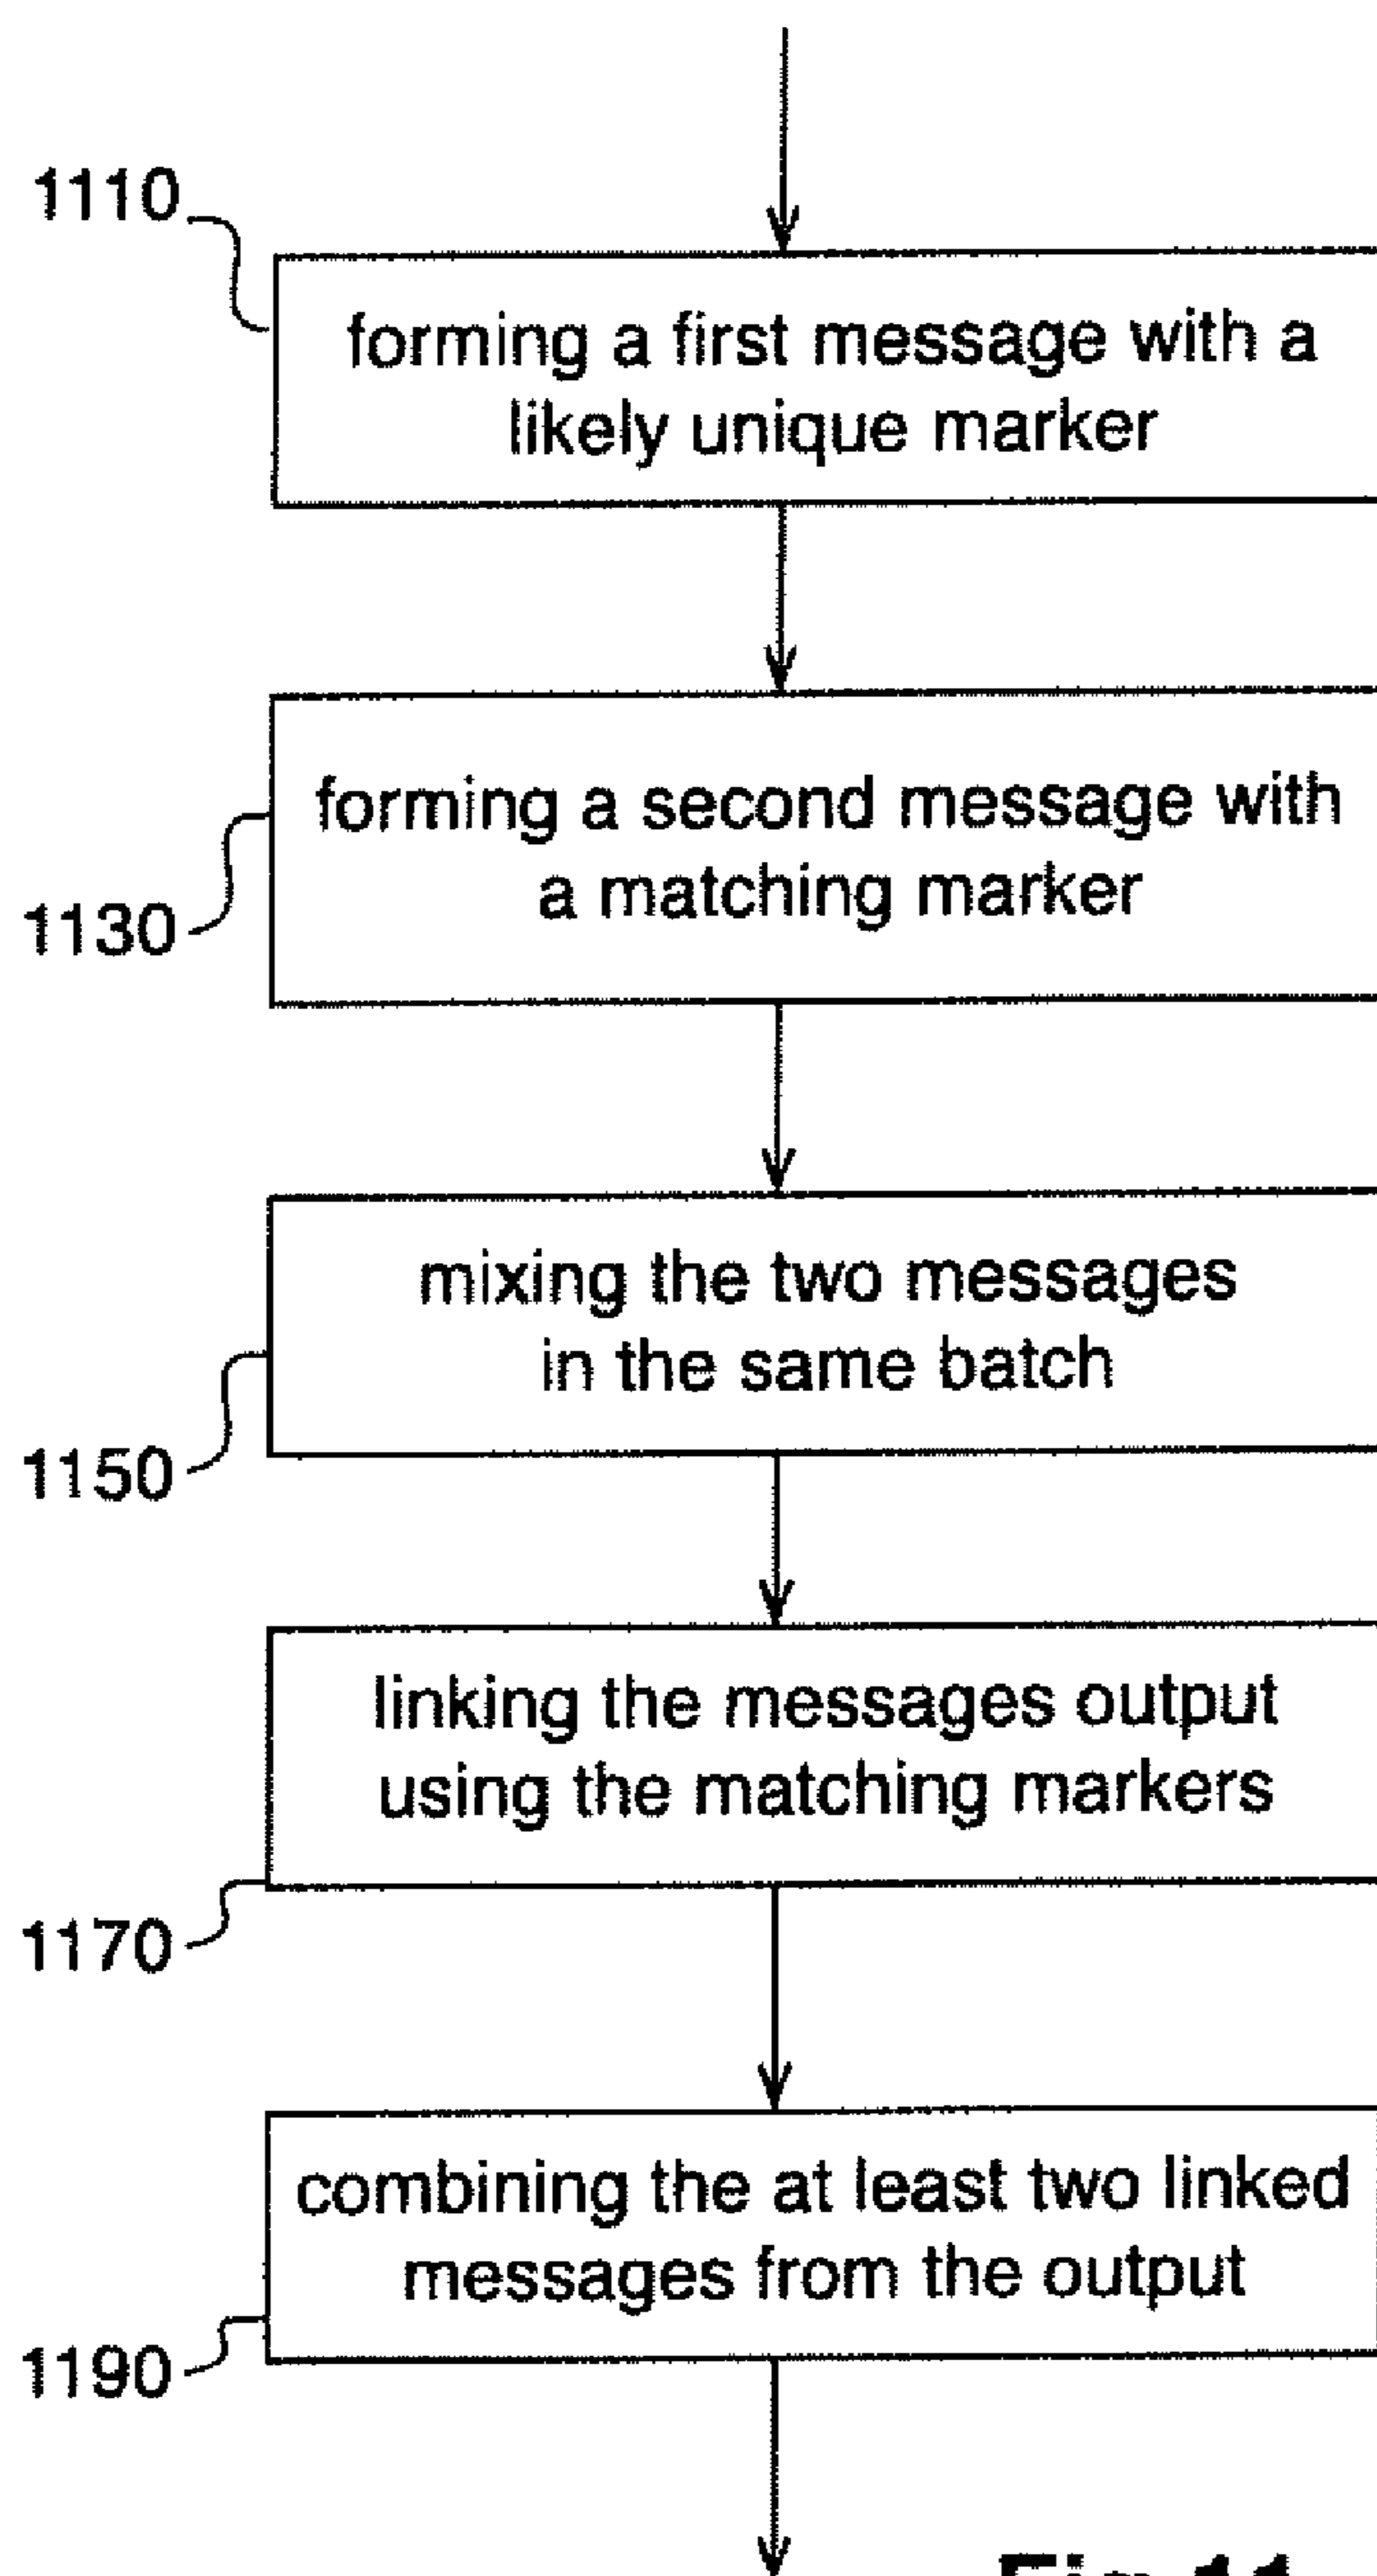 1110
forming a first message with a
likely unique marker
forming a second message with
a matching marker
1130
mixing the two messages
in the same batch
1150
linking the messages output
using the matching markers
1170
combining the at least two linked
messages from the output
1190